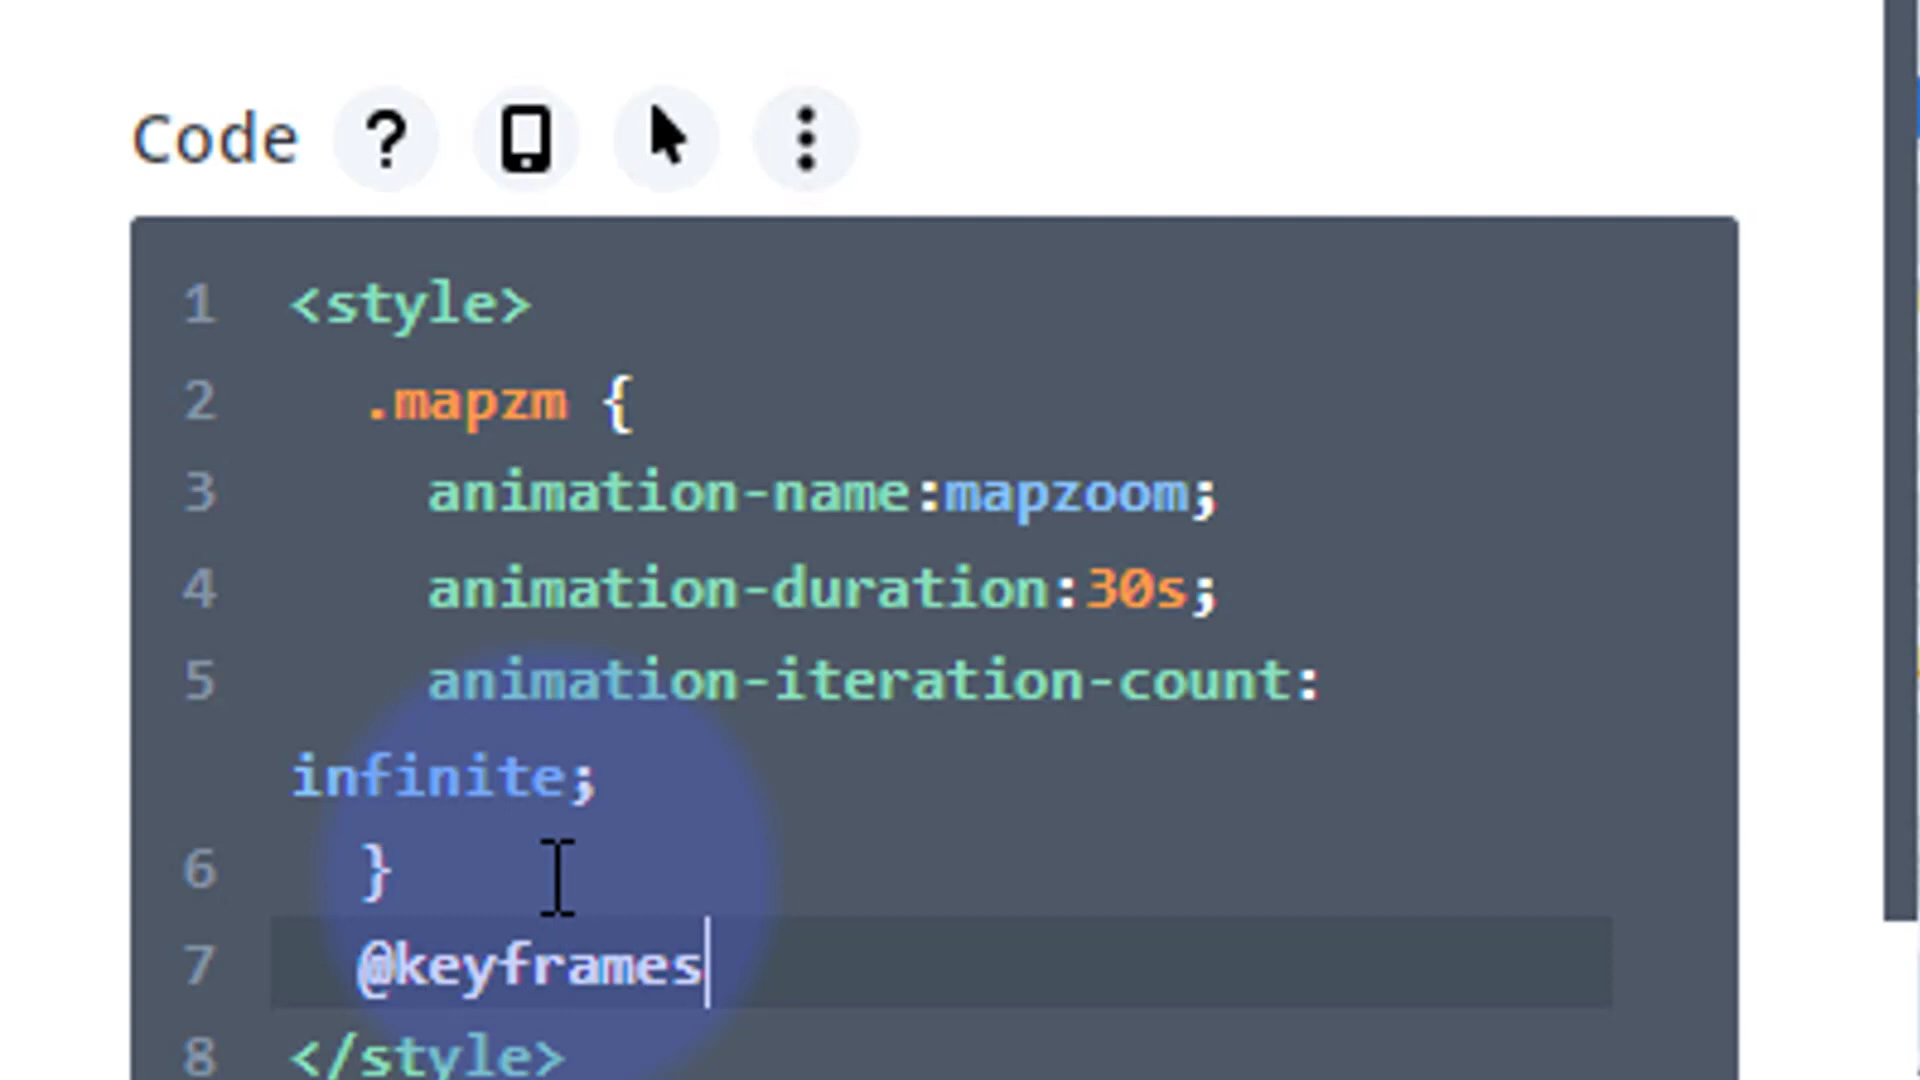 Code ?
1 <style>
2 .mapzm {
3 animation-name:mapzoom;
4 animation-duration:30s;
5 animation-iteration-count:
infinite;
6 }
7 @keyframes
8 </style>